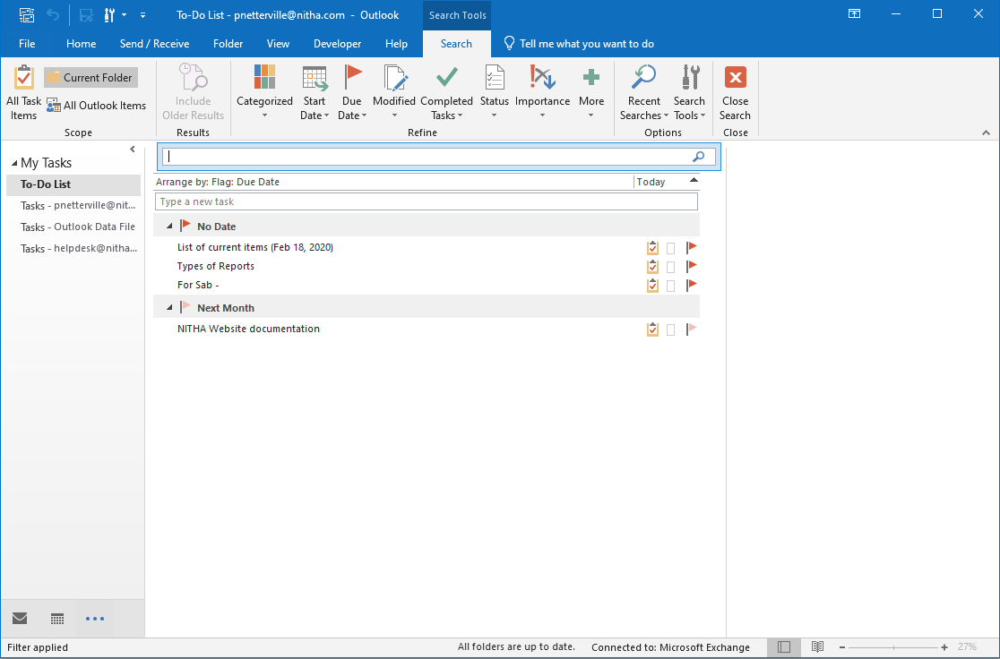 To-Do List - pnetterville@nitha.com - Outlook
Search Tools
File Home Send / Receive Folder View Developer Help Search Tell me what you want to do
All Task Items
Current Folder
All Outlook Items
Scope
Include Older Results
Results
Categorized
Start Date
Due Date
Modified
Completed Tasks
Status
Importance
More
Refine
Recent Searches
Search Tools
Options
Close Search
Close
My Tasks
To-Do List
Tasks - pnetterville@nit...
Tasks - Outlook Data File
Tasks - helpdesk@nitha...
Arrange by: Flag: Due Date Today
Type a new task
No Date
List of current items (Feb 18, 2020)
Types of Reports
For Sab -
Next Month
NITHA Website documentation
Filter applied All folders are up to date. Connected to: Microsoft Exchange 27%